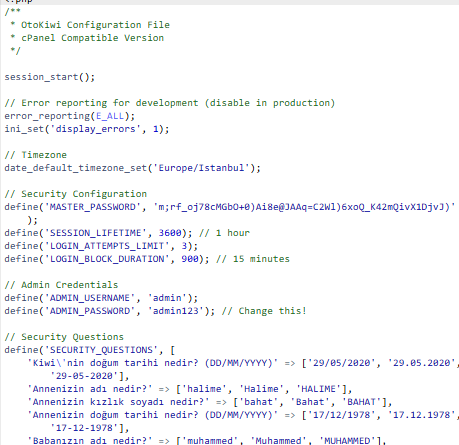 <?php
/**
 * OtoKiwi Configuration File
 * cPanel Compatible Version
 */
session_start();
// Error reporting for development (disable in production)
error_reporting(E_ALL);
ini_set('display_errors', 1);
// Timezone
date_default_timezone_set('Europe/Istanbul');
// Security Configuration
define('MASTER_PASSWORD', 'm;rf_oj78cMGbO+0)Ai8e@JAAq=C2Wl)6xoQ_K42mQivX1DjvJ)'
);
define('SESSION_LIFETIME', 3600); // 1 hour
define('LOGIN_ATTEMPTS_LIMIT', 3);
define('LOGIN_BLOCK_DURATION', 900); // 15 minutes
// Admin Credentials
define('ADMIN_USERNAME', 'admin');
define('ADMIN_PASSWORD', 'admin123'); // Change this!
// Security Questions
define('SECURITY_QUESTIONS', [
'Kiwi\'nin doğum tarihi nedir? (DD/MM/YYYY)' => ['29/05/2020', '29.05.2020',
'29-05-2020'],
'Annenizin adı nedir?' => ['halime', 'Halime', 'HALIME'],
'Annenizin kızlık soyadı nedir?' => ['bahat', 'Bahat', 'BAHAT'],
'Annenizin doğum tarihi nedir? (DD/MM/YYYY)' => ['17/12/1978', '17.12.1978',
'17-12-1978'],
'Babanızın adı nedir?' => ['muhammed', 'Muhammed', 'MUHAMMED'],